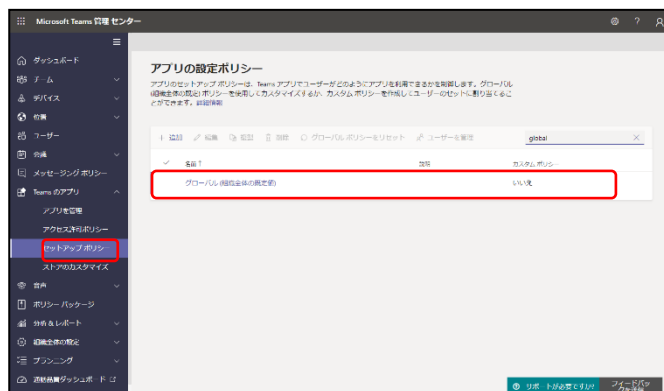 Microsoft Teams 管理センター
?
ダッシュボード
チーム
デバイス
位置
ユーザー
会議
メッセージング ポリシー
Teams のアプリ
アプリを管理
アクセス許可ポリシー
セットアップ ポリシー
ストアのカスタマイズ
音声
ポリシー パッケージ
分析 & レポート
組織全体の設定
プランニング
通話品質ダッシュボード
アプリの設定ポリシー
アプリのセットアップ ポリシーは、Teams アプリでユーザーがどのようにアプリを利用できるかを制御します。グローバル
(組織全体の既定) ポリシーを使用してカスタマイズするか、カスタム ポリシーを作成してユーザーのセットに割り当てるこ
とができます。詳細情報
+ 追加 編集 複製 削除 グローバル ポリシーをリセット ユーザーを管理
global
名前↑ 説明 カスタム ポリシー
グローバル (組織全体の既定値) いいえ
サポートが必要ですか?
フィードバッ
クを送信